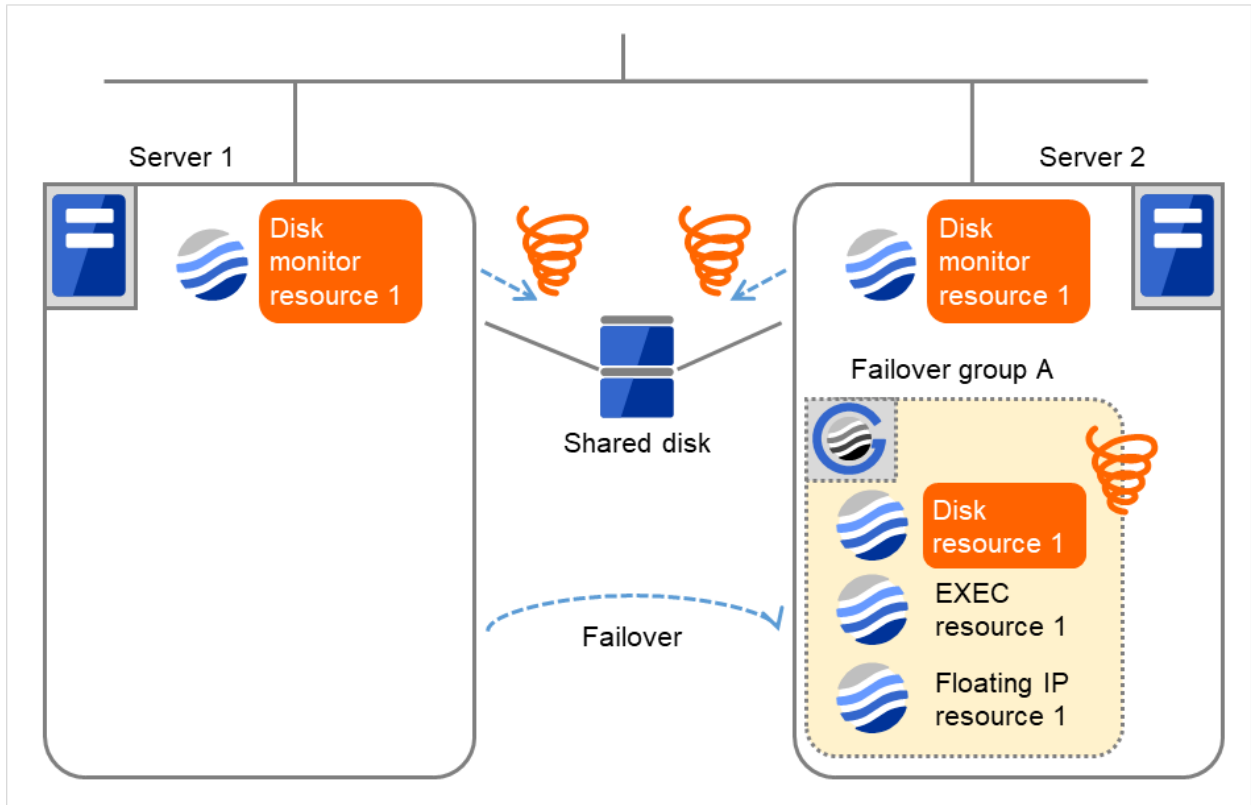 Server 1
Server 2
Disk
monitor
resource 1
Disk
monitor
resource 1
Shared disk
Failover group A
Disk
resource 1
EXEC
resource 1
Failover
Floating IP
resource 1